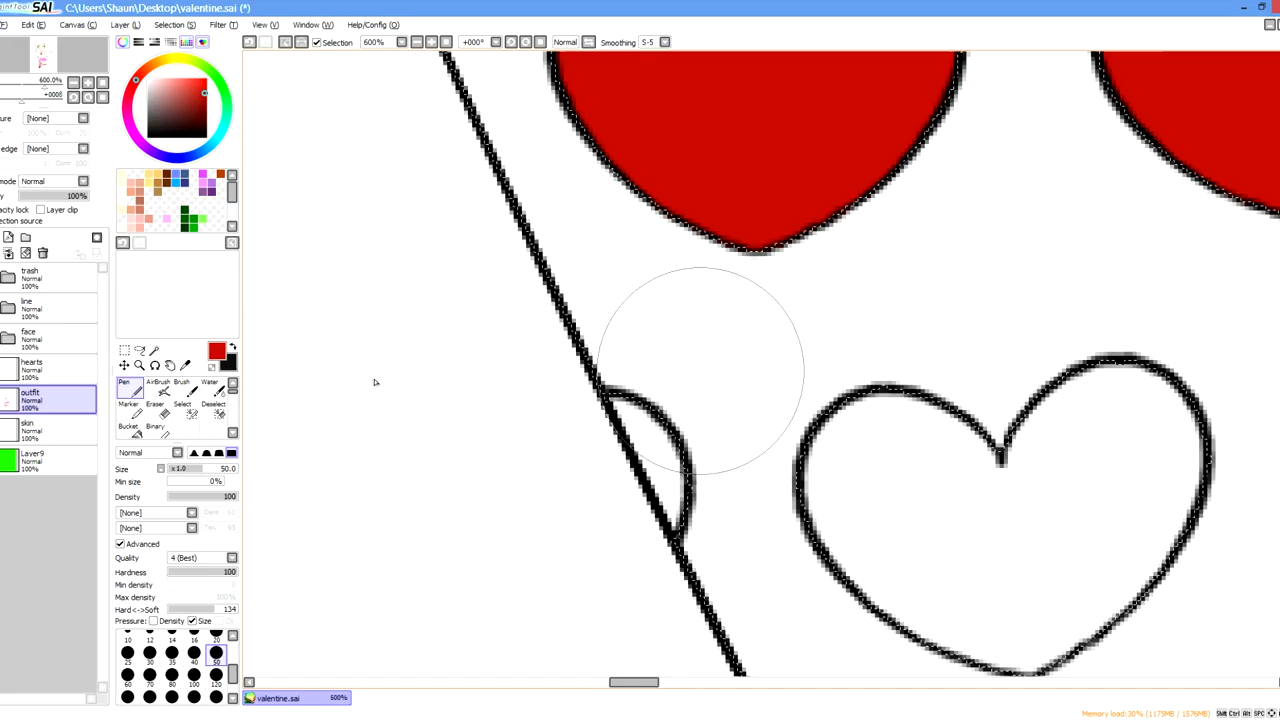 PaintTool SAI C:\Users\Shaun\Desktop\valentine.sai (*)
Edit (E) Canvas (C) Layer (L) Selection (S) Filter (T) View (V) Window (W) Help/Config (O)
Selection 600% +000° Normal Smoothing S-5
600.0%
+000°
ture [None]
edge [None]
mode Normal
100%
acity lock Layer clip
ection source
trash
Normal
100%
line
Normal
100%
face
Normal
100%
hearts
Normal
100%
outfit
Normal
100%
skin
Normal
100%
Layer9
Normal
100%
Pen AirBrush Brush Water
Marker Eraser Select Deselect
Bucket Binary
Normal
Size x 1.0 50.0
Min size 0%
Density 100
[None]
[None]
Advanced
Quality 4 (Best)
Hardness 100
Min density
Max density 100%
Hard<->Soft 134
Pressure: Density Size
10 12 14 16 20
25 30 35 40 50
60 70 80 100 120
valentine.sai 600%
Memory load: 30% (1175MB / 1576MB) Shift Ctrl Alt SPC